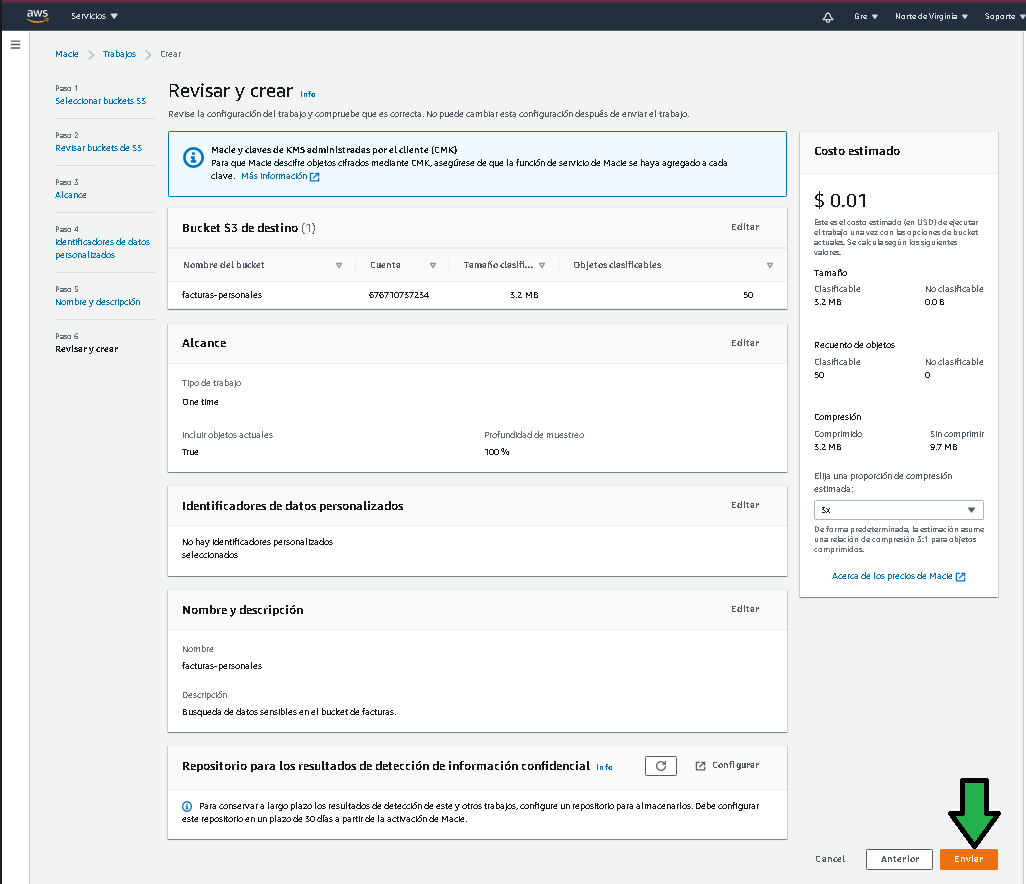 aws
Servicios
Gre
Norte de Virginia
Soporte
Macie
Trabajos
Crear
Paso 1
Seleccionar buckets S3
Paso 2
Revisar buckets de S3
Paso 3
Alcance
Paso 4
Identificadores de datos
personalizados
Paso 5
Nombre y descripción
Paso 6
Revisar y crear
Revisar y crear Info
Revise la configuración del trabajo y compruebe que es correcta. No puede cambiar esta configuración después de enviar el trabajo.
Macie y claves de KMS administradas por el cliente (CMK)
Para que Macie descifre objetos cifrados mediante CMK, asegúrese de que la función de servicio de Macie se haya agregado a cada
clave. Más información
Bucket S3 de destino (1)
Editar
Nombre del bucket
Cuenta
Tamaño clasifi...
Objetos clasificables
facturas-personales
676710737234
3.2 MB
50
Alcance
Editar
Tipo de trabajo
One time
Incluir objetos actuales
Profundidad de muestreo
True
100 %
Identificadores de datos personalizados
Editar
No hay identificadores personalizados
seleccionados
Nombre y descripción
Editar
Nombre
facturas-personales
Descripción
Busqueda de datos sensibles en el bucket de facturas.
Repositorio para los resultados de detección de información confidencial Info
Configurar
Para conservar a largo plazo los resultados de detección de este y otros trabajos, configure un repositorio para almacenarlos. Debe configurar
este repositorio en un plazo de 30 días a partir de la activación de Macie.
Costo estimado
$ 0.01
Este es el costo estimado (en USD) de ejecutar
el trabajo una vez con las opciones de bucket
actuales. Se calcula según los siguientes
valores.
Tamaño
Clasificable
No clasificable
3.2 MB
0.0 B
Recuento de objetos
Clasificable
No clasificable
50
0
Compresión
Comprimido
Sin comprimir
3.2 MB
9.7 MB
Elija una proporción de compresión
estimada:
3x
De forma predeterminada, la estimación asume
una relación de compresión 3:1 para objetos
comprimidos.
Acerca de los precios de Macie
Cancel
Anterior
Enviar